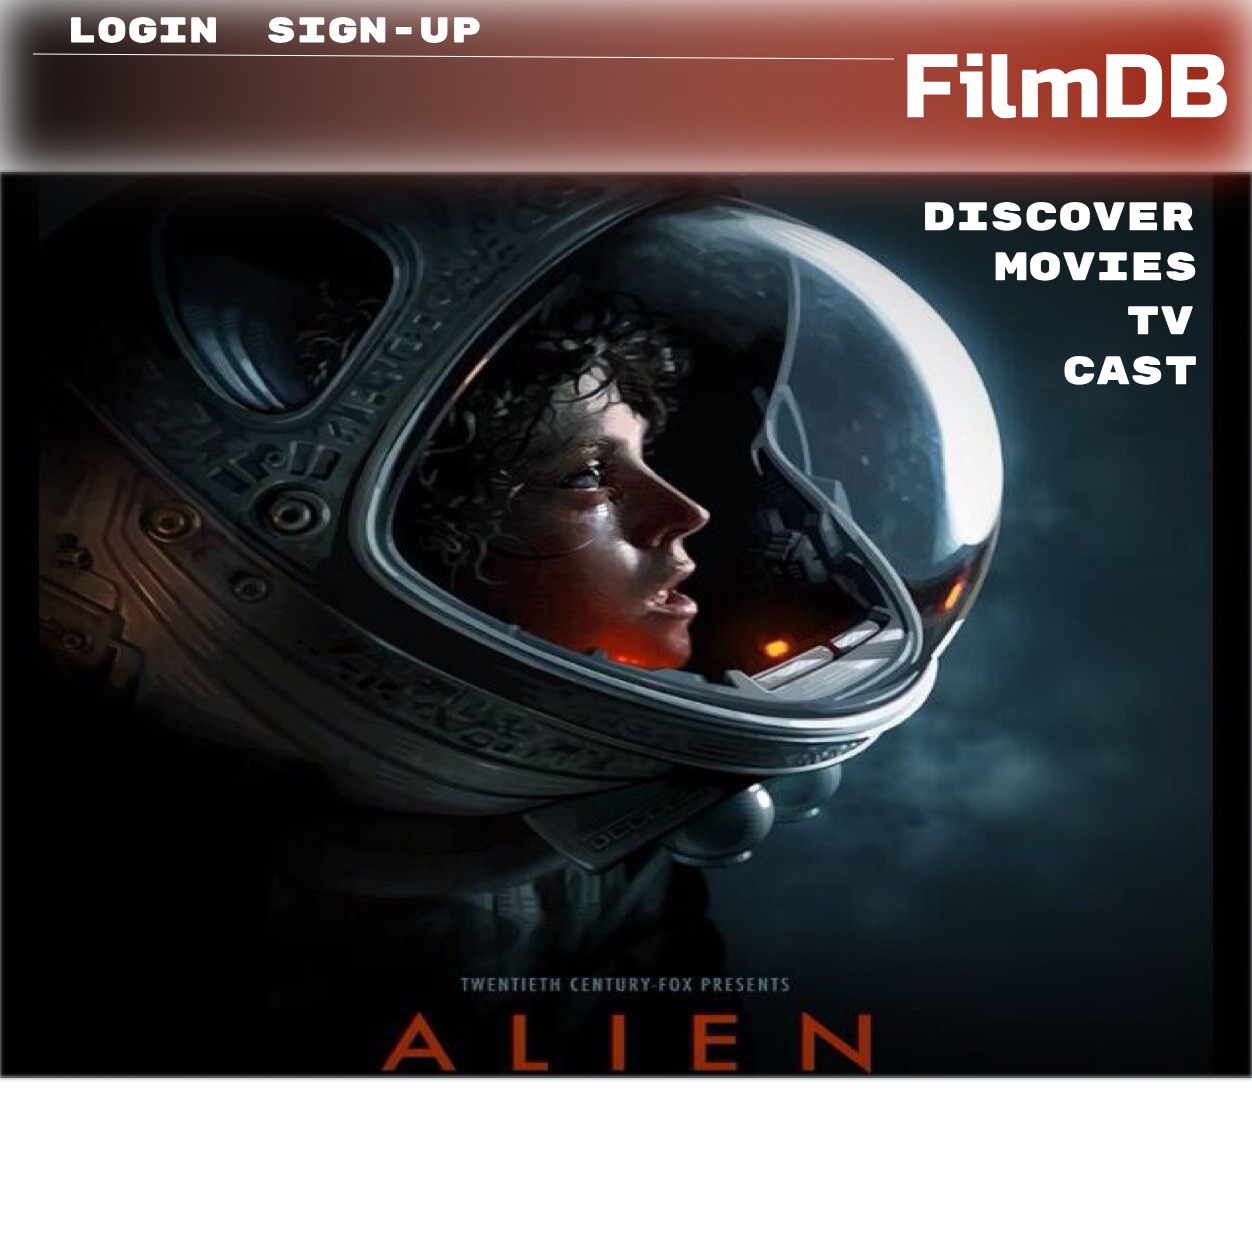 LOGIN SIGN-UP
FilmDB
DISCOVER
MOVIES
TV
CAST
TWENTIETH CENTURY-FOX PRESENTS
ALIEN